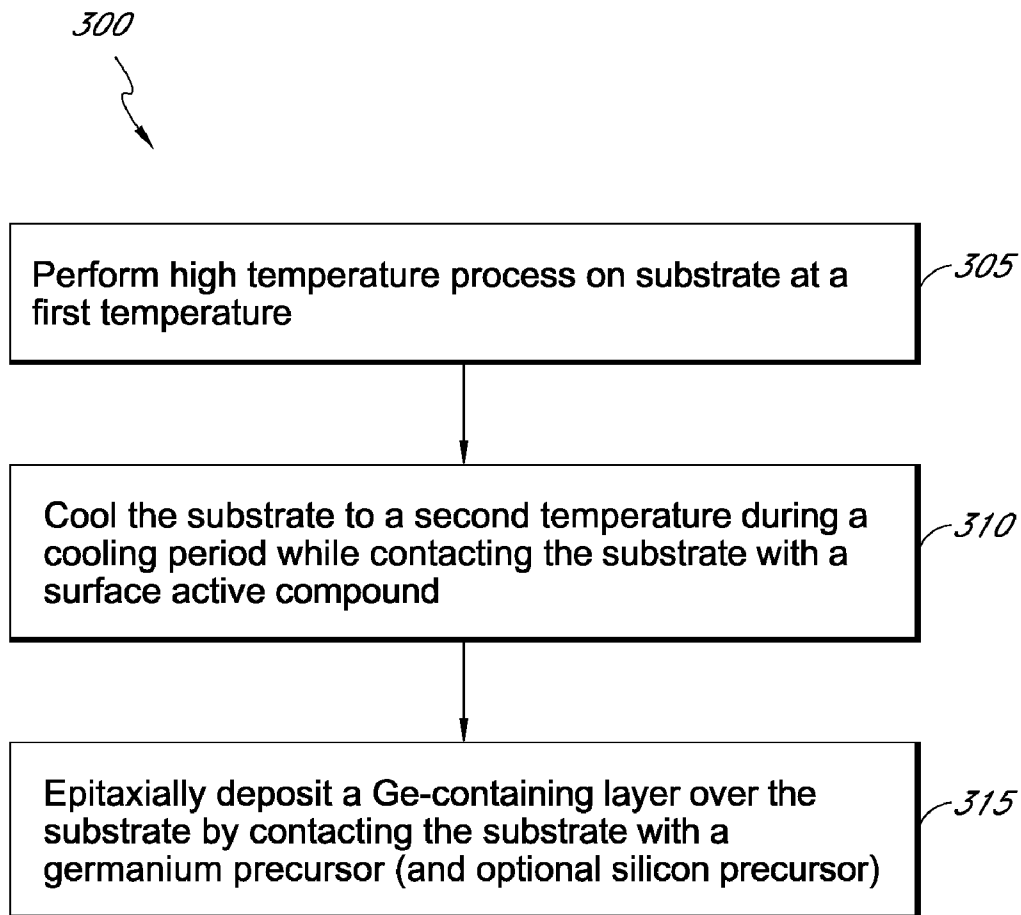 300
Perform high temperature process on substrate at a
first temperature
305
Cool the substrate to a second temperature during a
cooling period while contacting the substrate with a
surface active compound
310
Epitaxially deposit a Ge-containing layer over the
substrate by contacting the substrate with a
germanium precursor (and optional silicon precursor)
315